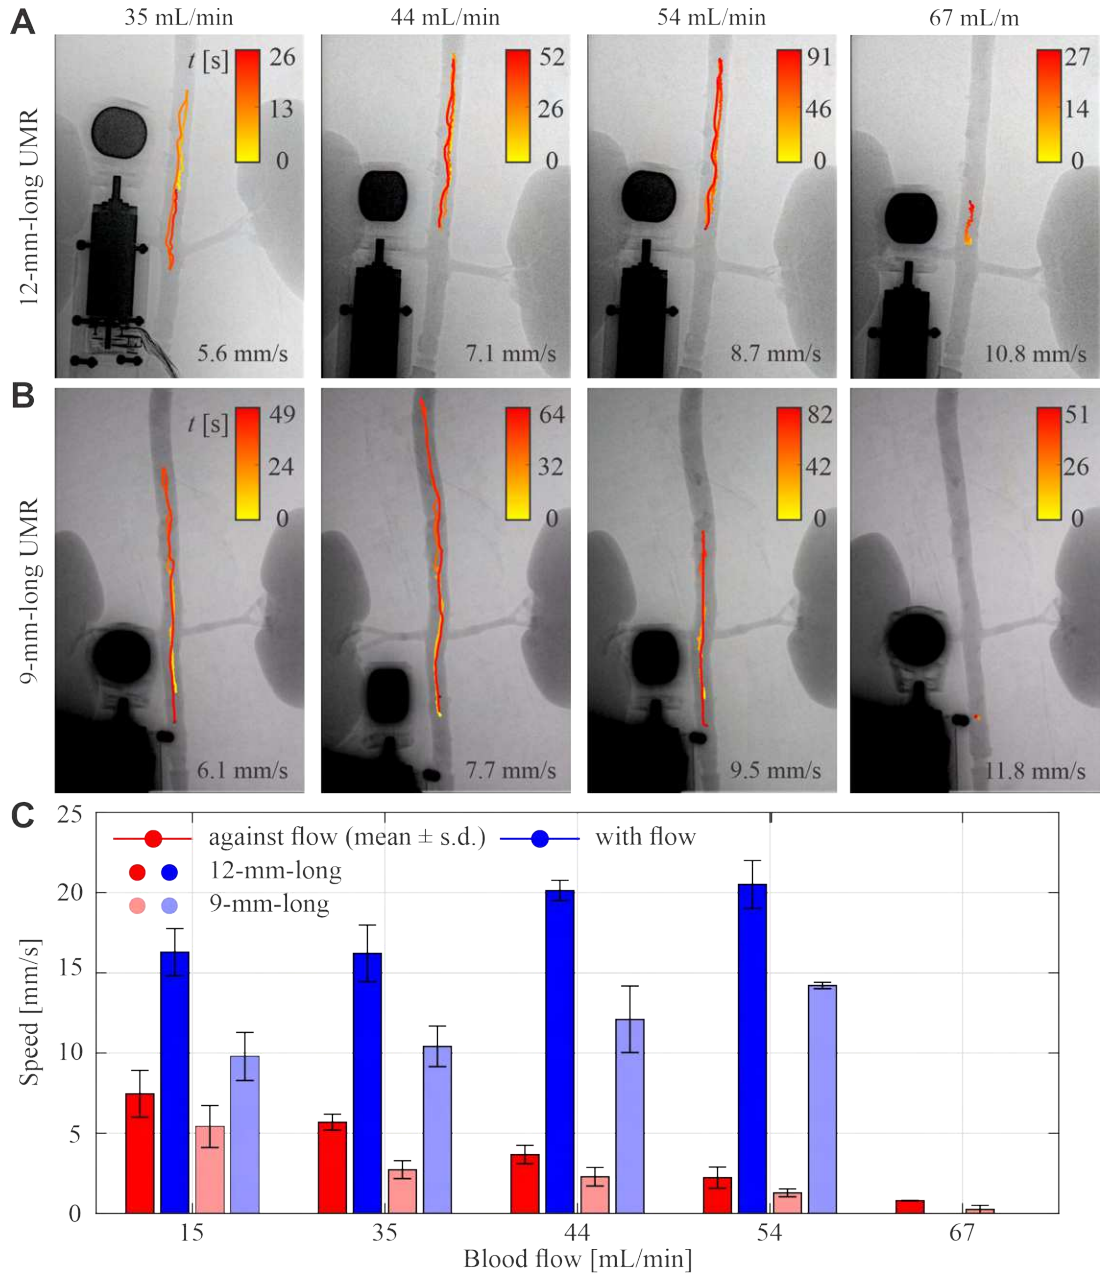 A
35 mL/min
44 mL/min
54 mL/min
67 mL/m
12-mm-long UMR
t [s]
26
13
0
5.6 mm/s
52
26
0
7.1 mm/s
91
46
0
8.7 mm/s
27
14
0
10.8 mm/s
B
9-mm-long UMR
t [s]
49
24
0
6.1 mm/s
64
32
0
7.7 mm/s
82
42
0
9.5 mm/s
51
26
0
11.8 mm/s
C
against flow (mean ± s.d.)
with flow
12-mm-long
9-mm-long
Speed [mm/s]
25
20
15
10
5
0
15
35
44
54
67
Blood flow [mL/min]